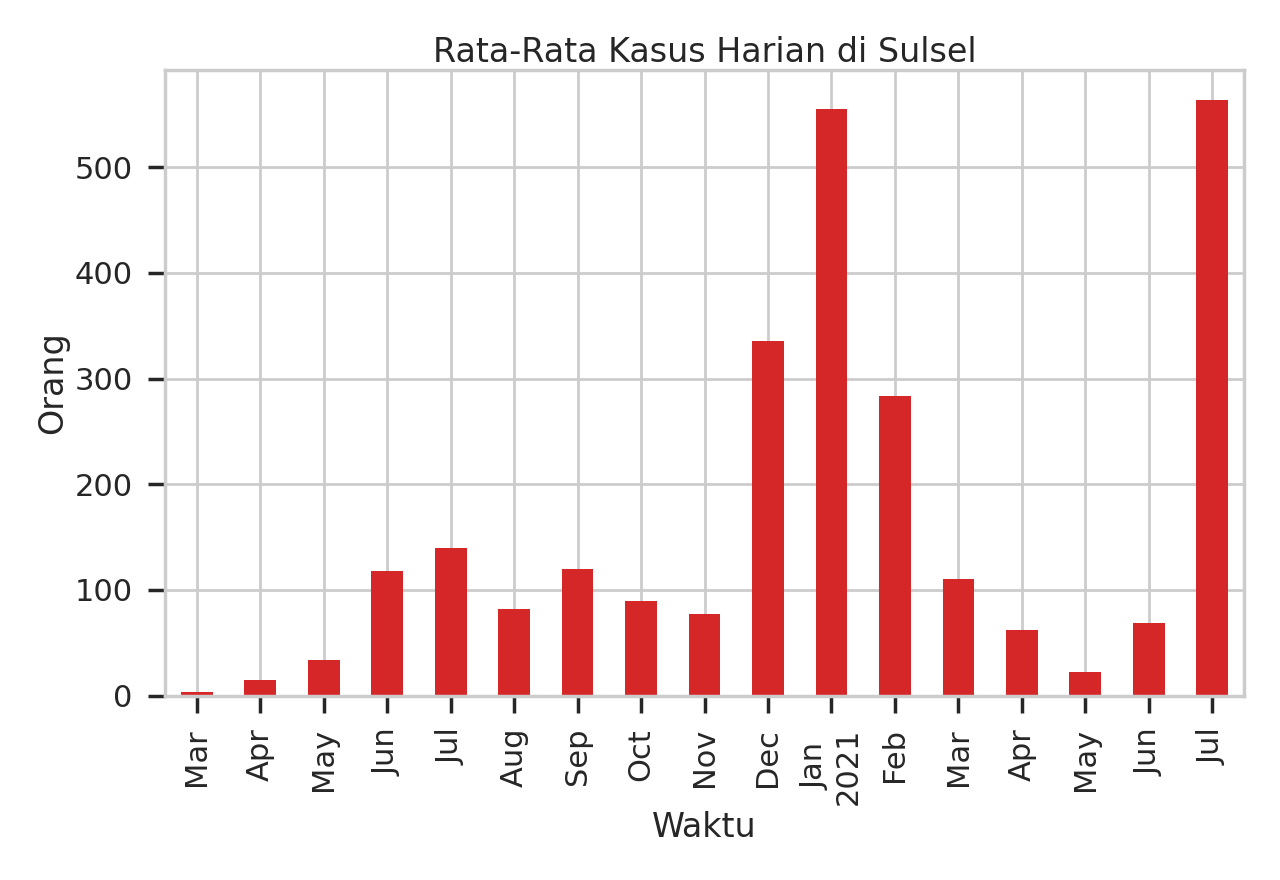 Rata-Rata Kasus Harian di Sulsel
Orang
500
400
300
200
100
0
Mar
Apr
May
Jun
Jul
Aug
Sep
Oct
Nov
Dec
Jan
2021
Feb
Mar
Apr
May
Jun
Jul
Waktu